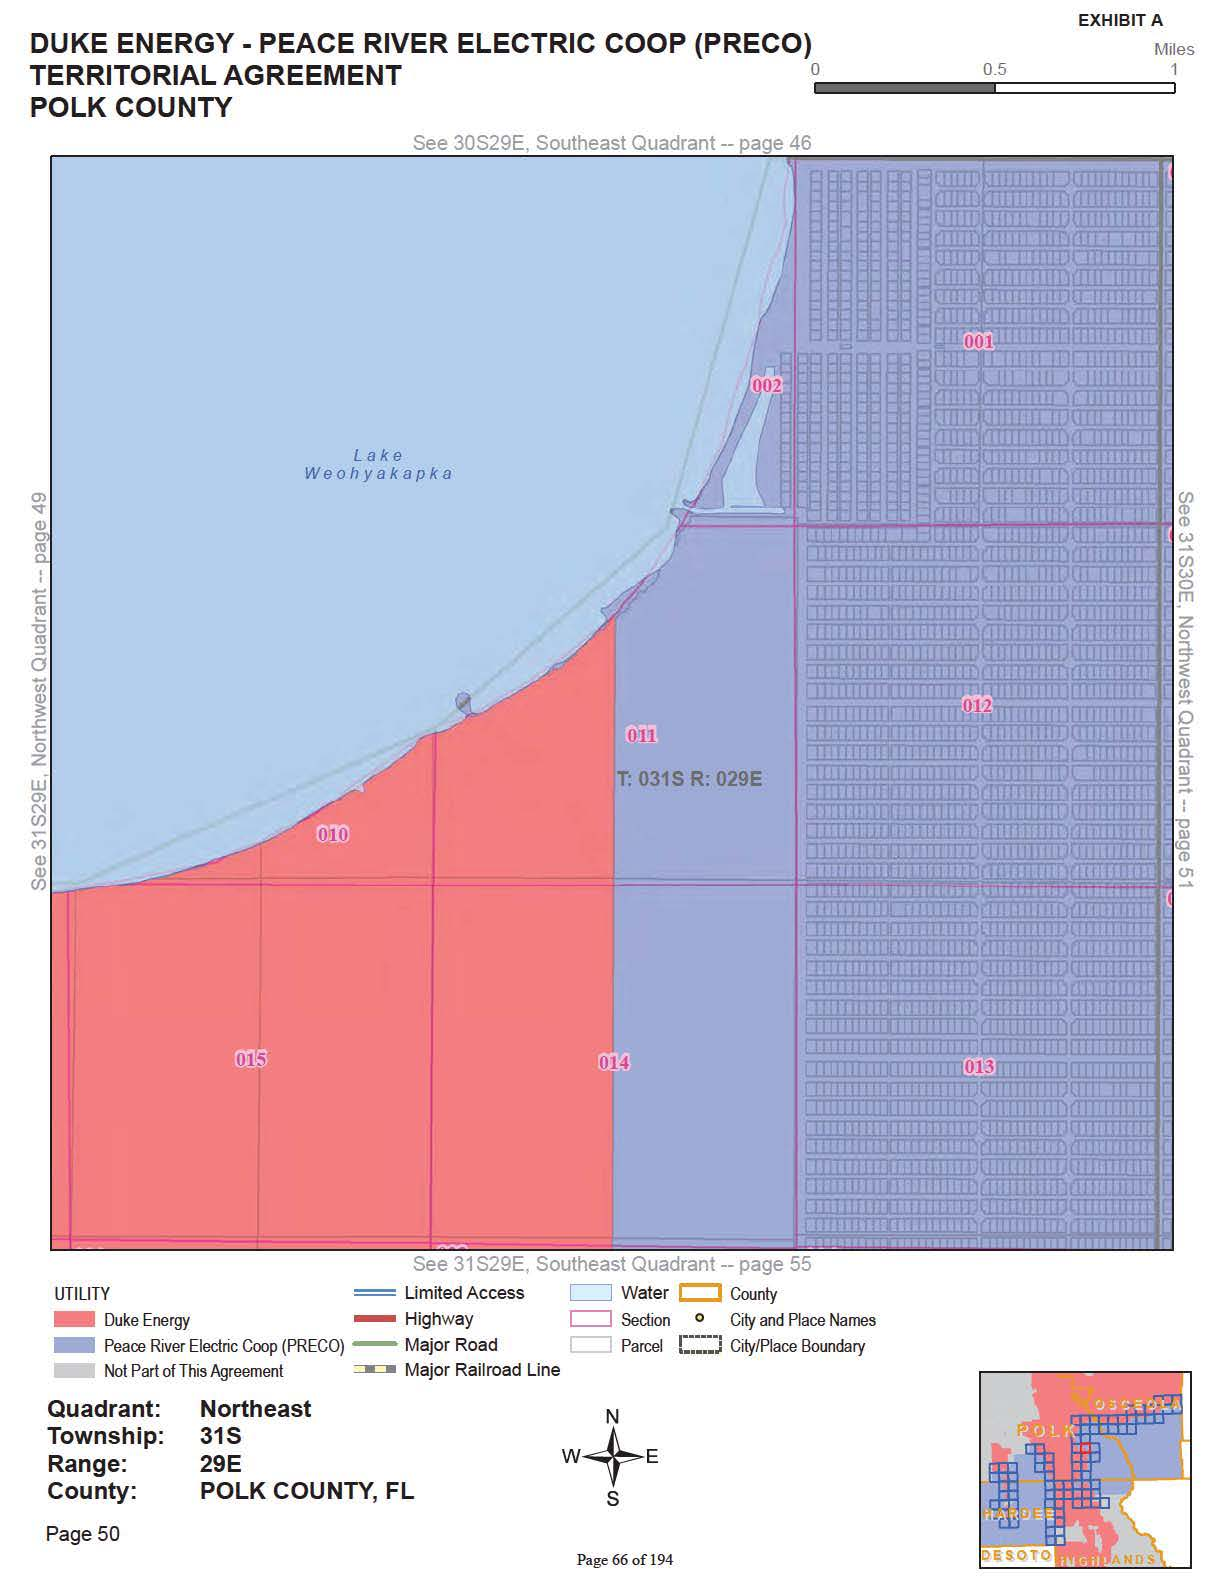 EXHIBIT A
DUKE ENERGY - PEACE RIVER ELECTRIC COOP (PRECO)
TERRITORIAL AGREEMENT
POLK COUNTY
Miles
0 0.5 1
See 30S29E, Southeast Quadrant -- page 46
See 31S29E, Northwest Quadrant -- page 49
See 31S30E, Northwest Quadrant -- page 51
001
002
Lake
Weohyakapka
012
011
T: 031S R: 029E
010
015
014
013
See 31S29E, Southeast Quadrant -- page 55
UTILITY
Duke Energy
Peace River Electric Coop (PRECO)
Not Part of This Agreement
Limited Access
Highway
Major Road
Major Railroad Line
Water
Section
Parcel
County
City and Place Names
City/Place Boundary
Quadrant: Northeast
Township: 31S
Range: 29E
County: POLK COUNTY, FL
Page 50
N
W E
S
OSCEOLA
POLK
HARDEE
DESOTO
HIGHLANDS
Page 66 of 194